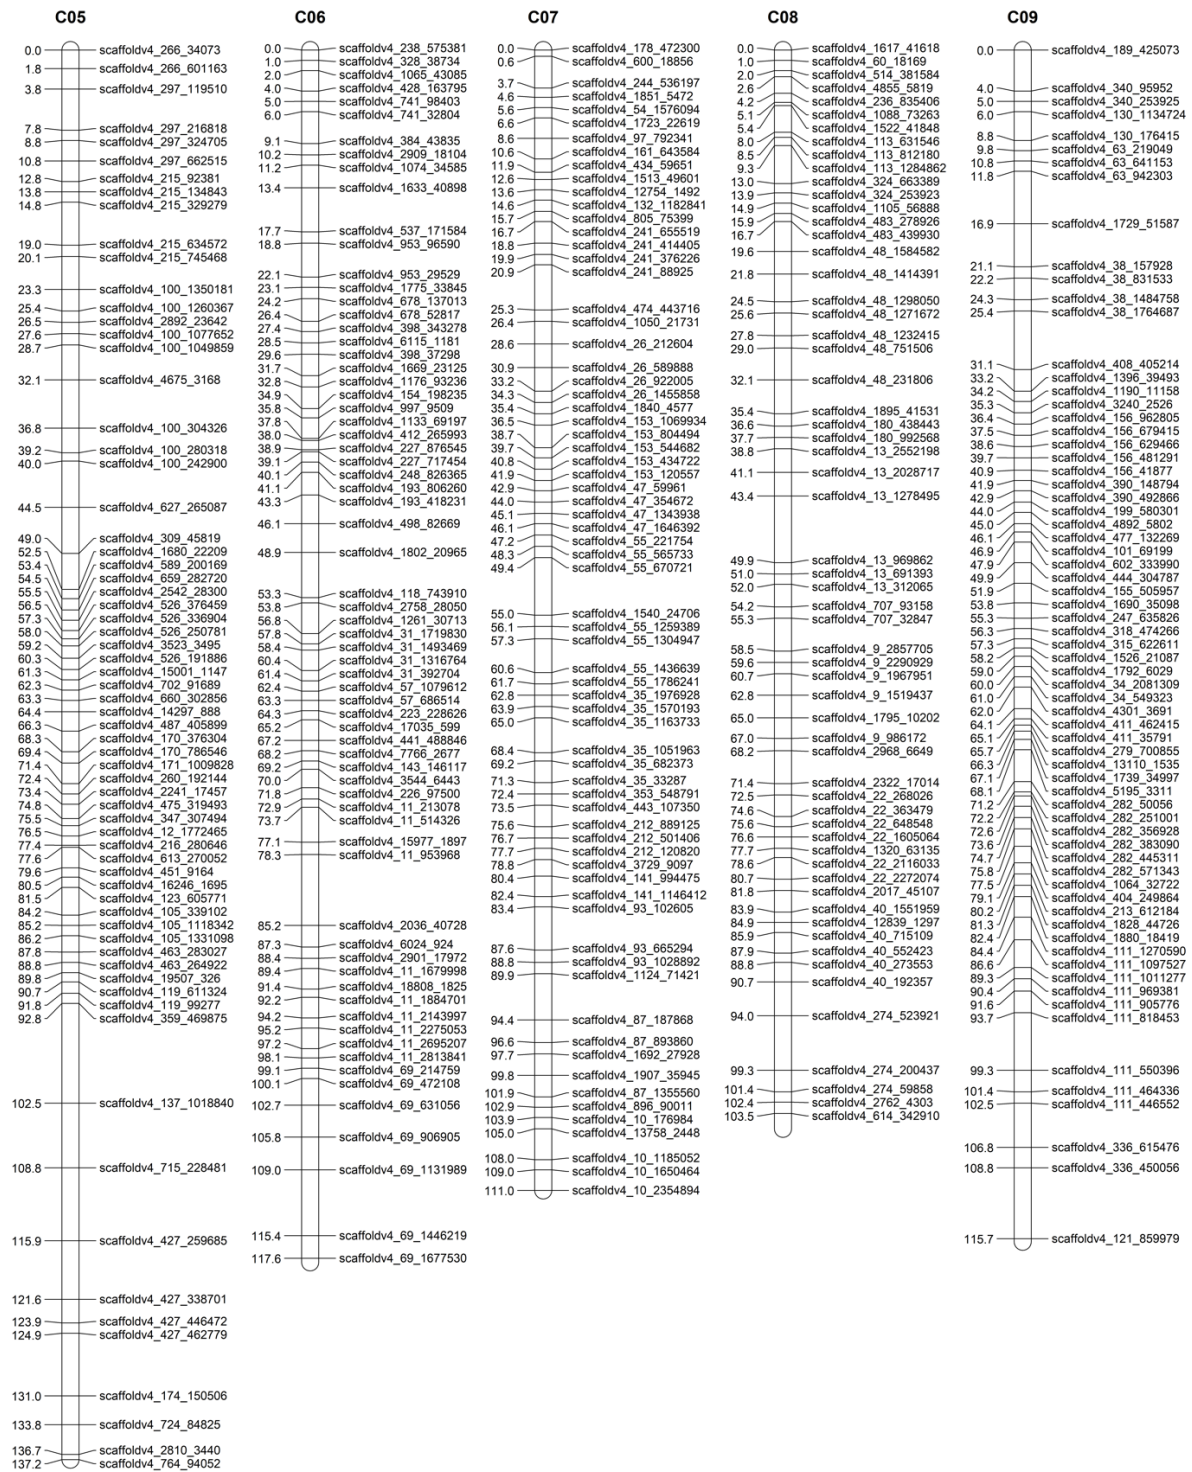 C05
0.0 scaffoldv4_266_34073
1.8 scaffoldv4_266_601163
3.8 scaffoldv4_297_119510
7.8 scaffoldv4_297_216818
8.8 scaffoldv4_297_324705
10.8 scaffoldv4_297_662515
12.8 scaffoldv4_215_92381
13.8 scaffoldv4_215_134843
14.8 scaffoldv4_215_329279
19.0 scaffoldv4_215_634572
20.1 scaffoldv4_215_745468
23.3 scaffoldv4_100_1350181
25.4 scaffoldv4_100_1260367
26.5 scaffoldv4_2892_23642
27.6 scaffoldv4_100_1077652
28.7 scaffoldv4_100_1049859
32.1 scaffoldv4_4675_3168
36.8 scaffoldv4_100_304326
39.2 scaffoldv4_100_280318
40.0 scaffoldv4_100_242900
44.5 scaffoldv4_627_265087
49.0 scaffoldv4_309_45819
52.5 scaffoldv4_1680_22209
53.4 scaffoldv4_589_200169
54.5 scaffoldv4_659_282720
55.5 scaffoldv4_2542_28300
56.5 scaffoldv4_526_376459
57.3 scaffoldv4_526_336904
58.0 scaffoldv4_526_250781
59.2 scaffoldv4_3523_3495
60.3 scaffoldv4_526_191886
61.3 scaffoldv4_15001_1147
62.3 scaffoldv4_702_91689
63.3 scaffoldv4_660_302856
64.4 scaffoldv4_14297_888
66.3 scaffoldv4_487_405899
68.3 scaffoldv4_170_376304
69.4 scaffoldv4_170_786546
71.4 scaffoldv4_171_1009828
72.4 scaffoldv4_260_192144
73.4 scaffoldv4_2241_17457
74.8 scaffoldv4_475_319493
75.5 scaffoldv4_347_307494
76.5 scaffoldv4_12_1772465
77.4 scaffoldv4_216_280646
77.6 scaffoldv4_613_270052
79.6 scaffoldv4_451_9164
80.5 scaffoldv4_16246_1695
81.5 scaffoldv4_123_605771
84.2 scaffoldv4_105_339102
85.2 scaffoldv4_105_1118342
86.2 scaffoldv4_105_1331098
87.8 scaffoldv4_463_283027
88.8 scaffoldv4_463_264922
89.8 scaffoldv4_19507_326
90.7 scaffoldv4_119_611324
91.8 scaffoldv4_119_99277
92.8 scaffoldv4_359_469875
102.5 scaffoldv4_137_1018840
108.8 scaffoldv4_715_228481
115.9 scaffoldv4_427_259685
121.6 scaffoldv4_427_338701
123.9 scaffoldv4_427_446472
124.9 scaffoldv4_427_462779
131.0 scaffoldv4_174_150506
133.8 scaffoldv4_724_84825
136.7 scaffoldv4_2810_3440
137.2 scaffoldv4_764_94052
C06
0.0 scaffoldv4_238_575381
1.0 scaffoldv4_328_38734
2.0 scaffoldv4_1065_43085
4.0 scaffoldv4_428_163795
5.0 scaffoldv4_741_98403
6.0 scaffoldv4_741_32804
9.1 scaffoldv4_384_43835
10.2 scaffoldv4_2909_18104
11.2 scaffoldv4_1074_34585
13.4 scaffoldv4_1633_40898
17.7 scaffoldv4_537_171584
18.8 scaffoldv4_953_96590
22.1 scaffoldv4_953_29529
23.1 scaffoldv4_1775_33845
24.2 scaffoldv4_678_137013
26.4 scaffoldv4_678_52817
27.4 scaffoldv4_398_343278
28.5 scaffoldv4_6115_1181
29.6 scaffoldv4_398_37298
31.7 scaffoldv4_1669_23125
32.8 scaffoldv4_1176_93236
34.9 scaffoldv4_154_198235
35.8 scaffoldv4_997_9509
37.8 scaffoldv4_1133_69197
38.0 scaffoldv4_412_265993
38.9 scaffoldv4_227_876545
39.1 scaffoldv4_227_717454
40.1 scaffoldv4_248_826365
41.1 scaffoldv4_193_806260
43.3 scaffoldv4_193_418231
46.1 scaffoldv4_498_82669
48.9 scaffoldv4_1802_20965
53.3 scaffoldv4_118_743910
53.8 scaffoldv4_2758_28050
56.8 scaffoldv4_1261_30713
57.8 scaffoldv4_31_1719830
58.4 scaffoldv4_31_1493469
60.4 scaffoldv4_31_1316764
61.4 scaffoldv4_31_392704
62.4 scaffoldv4_57_1079612
63.3 scaffoldv4_57_686514
64.3 scaffoldv4_223_228626
65.2 scaffoldv4_17035_599
67.2 scaffoldv4_441_488846
68.2 scaffoldv4_7766_2677
69.2 scaffoldv4_143_146117
70.0 scaffoldv4_3544_6443
71.8 scaffoldv4_226_97500
72.9 scaffoldv4_11_213078
73.7 scaffoldv4_11_514326
77.1 scaffoldv4_15977_1897
78.3 scaffoldv4_11_953968
85.2 scaffoldv4_2036_40728
87.3 scaffoldv4_6024_924
88.4 scaffoldv4_2901_17972
89.4 scaffoldv4_11_1679998
91.4 scaffoldv4_18808_1825
92.2 scaffoldv4_11_1884701
94.2 scaffoldv4_11_2143997
95.2 scaffoldv4_11_2275053
97.2 scaffoldv4_11_2695207
98.1 scaffoldv4_11_2813841
99.1 scaffoldv4_69_214759
100.1 scaffoldv4_69_472108
102.7 scaffoldv4_69_631056
105.8 scaffoldv4_69_906905
109.0 scaffoldv4_69_1131989
115.4 scaffoldv4_69_1446219
117.6 scaffoldv4_69_1677530
C07
0.0 scaffoldv4_178_472300
0.6 scaffoldv4_600_18856
3.7 scaffoldv4_244_536197
4.6 scaffoldv4_1851_5472
5.6 scaffoldv4_54_1576094
6.6 scaffoldv4_1723_22619
8.6 scaffoldv4_97_792341
10.6 scaffoldv4_161_643584
11.9 scaffoldv4_434_59651
12.6 scaffoldv4_1513_49601
13.6 scaffoldv4_12754_1492
14.6 scaffoldv4_132_1182841
15.7 scaffoldv4_805_75399
16.7 scaffoldv4_241_655519
18.8 scaffoldv4_241_414405
19.9 scaffoldv4_241_376226
20.9 scaffoldv4_241_88925
25.3 scaffoldv4_474_443716
26.4 scaffoldv4_1050_21731
28.6 scaffoldv4_26_212604
30.9 scaffoldv4_26_589888
33.2 scaffoldv4_26_922005
34.3 scaffoldv4_26_1455858
35.4 scaffoldv4_1840_4577
36.5 scaffoldv4_153_1069934
38.7 scaffoldv4_153_804494
39.7 scaffoldv4_153_544682
40.8 scaffoldv4_153_434722
41.9 scaffoldv4_153_120557
42.9 scaffoldv4_47_59961
44.0 scaffoldv4_47_354672
45.1 scaffoldv4_47_1343938
46.1 scaffoldv4_47_1646392
47.2 scaffoldv4_55_221754
48.3 scaffoldv4_55_565733
49.4 scaffoldv4_55_670721
55.0 scaffoldv4_1540_24706
56.1 scaffoldv4_55_1259389
57.3 scaffoldv4_55_1304947
60.6 scaffoldv4_55_1436639
61.7 scaffoldv4_55_1786241
62.8 scaffoldv4_35_1976928
63.9 scaffoldv4_35_1570193
65.0 scaffoldv4_35_1163733
68.4 scaffoldv4_35_1051963
69.2 scaffoldv4_35_682373
71.3 scaffoldv4_35_33287
72.4 scaffoldv4_353_548791
73.5 scaffoldv4_443_107350
75.6 scaffoldv4_212_889125
76.7 scaffoldv4_212_501406
77.7 scaffoldv4_212_120820
78.8 scaffoldv4_3729_9097
80.4 scaffoldv4_141_994475
82.4 scaffoldv4_141_1146412
83.4 scaffoldv4_93_102605
87.6 scaffoldv4_93_665294
88.8 scaffoldv4_93_1028892
89.9 scaffoldv4_1124_71421
94.4 scaffoldv4_87_187868
96.6 scaffoldv4_87_893860
97.7 scaffoldv4_1692_27928
99.8 scaffoldv4_1907_35945
101.9 scaffoldv4_87_1355560
102.9 scaffoldv4_896_90011
103.9 scaffoldv4_10_176984
105.0 scaffoldv4_13758_2448
108.0 scaffoldv4_10_1185052
109.0 scaffoldv4_10_1650464
111.0 scaffoldv4_10_2354894
C08
0.0 scaffoldv4_1617_41618
1.0 scaffoldv4_60_18169
2.0 scaffoldv4_514_381584
2.6 scaffoldv4_4855_5819
4.2 scaffoldv4_236_835406
5.1 scaffoldv4_1088_73263
5.4 scaffoldv4_1522_41848
8.0 scaffoldv4_113_631546
8.5 scaffoldv4_113_812180
9.3 scaffoldv4_113_1284862
13.0 scaffoldv4_324_663389
13.9 scaffoldv4_324_253923
14.9 scaffoldv4_1105_56888
15.9 scaffoldv4_483_278926
16.7 scaffoldv4_483_439930
19.6 scaffoldv4_48_1584582
21.8 scaffoldv4_48_1414391
24.5 scaffoldv4_48_1298050
25.6 scaffoldv4_48_1271672
27.8 scaffoldv4_48_1232415
29.0 scaffoldv4_48_751506
32.1 scaffoldv4_48_231806
35.4 scaffoldv4_1895_41531
36.6 scaffoldv4_180_438443
37.7 scaffoldv4_180_992568
38.8 scaffoldv4_13_2552198
41.1 scaffoldv4_13_2028717
43.4 scaffoldv4_13_1278495
49.9 scaffoldv4_13_969862
51.0 scaffoldv4_13_691393
52.0 scaffoldv4_13_312065
54.2 scaffoldv4_707_93158
55.3 scaffoldv4_707_32847
58.5 scaffoldv4_9_2857705
59.6 scaffoldv4_9_2290929
60.7 scaffoldv4_9_1967951
62.8 scaffoldv4_9_1519437
65.0 scaffoldv4_1795_10202
67.0 scaffoldv4_9_986172
68.2 scaffoldv4_2968_6649
71.4 scaffoldv4_2322_17014
72.5 scaffoldv4_22_268026
74.6 scaffoldv4_22_363479
75.6 scaffoldv4_22_648548
76.6 scaffoldv4_22_1605064
77.7 scaffoldv4_1320_63135
78.6 scaffoldv4_22_2116033
80.7 scaffoldv4_22_2272074
81.8 scaffoldv4_2017_45107
83.9 scaffoldv4_40_1551959
84.9 scaffoldv4_12839_1297
85.9 scaffoldv4_40_715109
87.9 scaffoldv4_40_552423
88.8 scaffoldv4_40_273553
90.7 scaffoldv4_40_192357
94.0 scaffoldv4_274_523921
99.3 scaffoldv4_274_200437
101.4 scaffoldv4_274_59858
102.4 scaffoldv4_2762_4303
103.5 scaffoldv4_614_342910
C09
0.0 scaffoldv4_189_425073
4.0 scaffoldv4_340_95952
5.0 scaffoldv4_340_253925
6.0 scaffoldv4_130_1134724
8.8 scaffoldv4_130_176415
9.8 scaffoldv4_63_219049
10.8 scaffoldv4_63_641153
11.8 scaffoldv4_63_942303
16.9 scaffoldv4_1729_51587
21.1 scaffoldv4_38_157928
22.2 scaffoldv4_38_831533
24.3 scaffoldv4_38_1484758
25.4 scaffoldv4_38_1764687
31.1 scaffoldv4_408_405214
33.2 scaffoldv4_1396_39493
34.2 scaffoldv4_1190_11158
35.3 scaffoldv4_3240_2526
36.4 scaffoldv4_156_962805
37.5 scaffoldv4_156_679415
38.6 scaffoldv4_156_629466
39.7 scaffoldv4_156_481291
40.9 scaffoldv4_156_41877
41.9 scaffoldv4_390_148794
42.9 scaffoldv4_390_492866
44.0 scaffoldv4_199_580301
45.0 scaffoldv4_4892_5802
46.1 scaffoldv4_477_132269
46.9 scaffoldv4_101_69199
47.9 scaffoldv4_602_333990
49.9 scaffoldv4_444_304787
51.9 scaffoldv4_155_505957
53.8 scaffoldv4_1690_35098
55.3 scaffoldv4_247_635826
56.3 scaffoldv4_318_474266
57.3 scaffoldv4_315_622611
58.2 scaffoldv4_1526_21087
59.0 scaffoldv4_1792_6029
60.0 scaffoldv4_34_2081309
61.0 scaffoldv4_34_549323
62.0 scaffoldv4_4301_3691
64.1 scaffoldv4_411_462415
65.1 scaffoldv4_411_35791
65.7 scaffoldv4_279_700855
66.3 scaffoldv4_13110_1535
67.1 scaffoldv4_1739_34997
68.1 scaffoldv4_5195_3311
71.2 scaffoldv4_282_50056
72.2 scaffoldv4_282_251001
72.6 scaffoldv4_282_356928
73.6 scaffoldv4_282_383090
74.7 scaffoldv4_282_445311
75.8 scaffoldv4_282_571343
77.5 scaffoldv4_1064_32722
79.1 scaffoldv4_404_249864
80.2 scaffoldv4_213_612184
81.3 scaffoldv4_1828_44726
82.4 scaffoldv4_1880_18419
84.4 scaffoldv4_111_1270590
86.6 scaffoldv4_111_1097527
89.3 scaffoldv4_111_1011277
90.4 scaffoldv4_111_969381
91.6 scaffoldv4_111_905776
93.7 scaffoldv4_111_818453
99.3 scaffoldv4_111_550396
101.4 scaffoldv4_111_464336
102.5 scaffoldv4_111_446552
106.8 scaffoldv4_336_615476
108.8 scaffoldv4_336_450056
115.7 scaffoldv4_121_859979